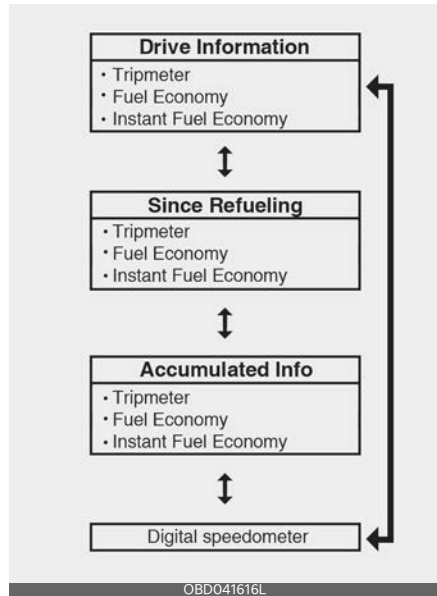 Drive Information
• Tripmeter
• Fuel Economy
• Instant Fuel Economy
Since Refueling
• Tripmeter
• Fuel Economy
• Instant Fuel Economy
Accumulated Info
• Tripmeter
• Fuel Economy
• Instant Fuel Economy
Digital speedometer
OBD041616L